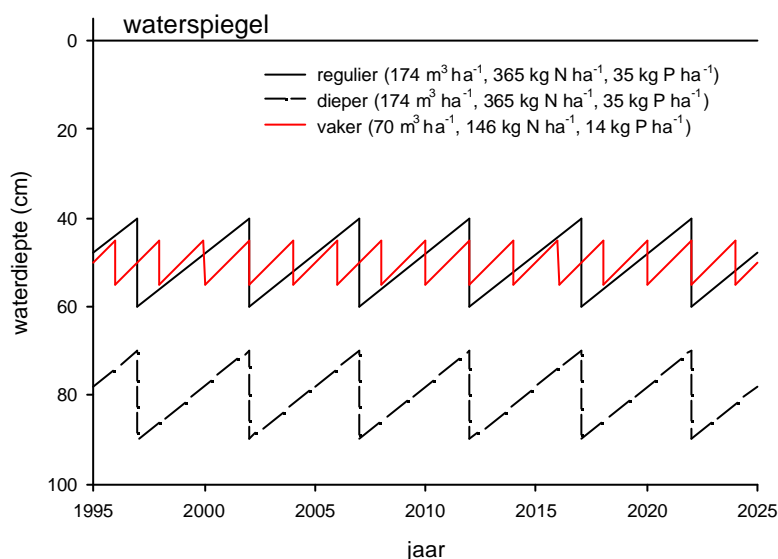 waterspiegel
0
20
40
60
80
100
waterdiepte (cm)
regulier (174 m³ ha⁻¹, 365 kg N ha⁻¹, 35 kg P ha⁻¹)
dieper (174 m³ ha⁻¹, 365 kg N ha⁻¹, 35 kg P ha⁻¹)
vaker (70 m³ ha⁻¹, 146 kg N ha⁻¹, 14 kg P ha⁻¹)
1995 2000 2005 2010 2015 2020 2025
jaar